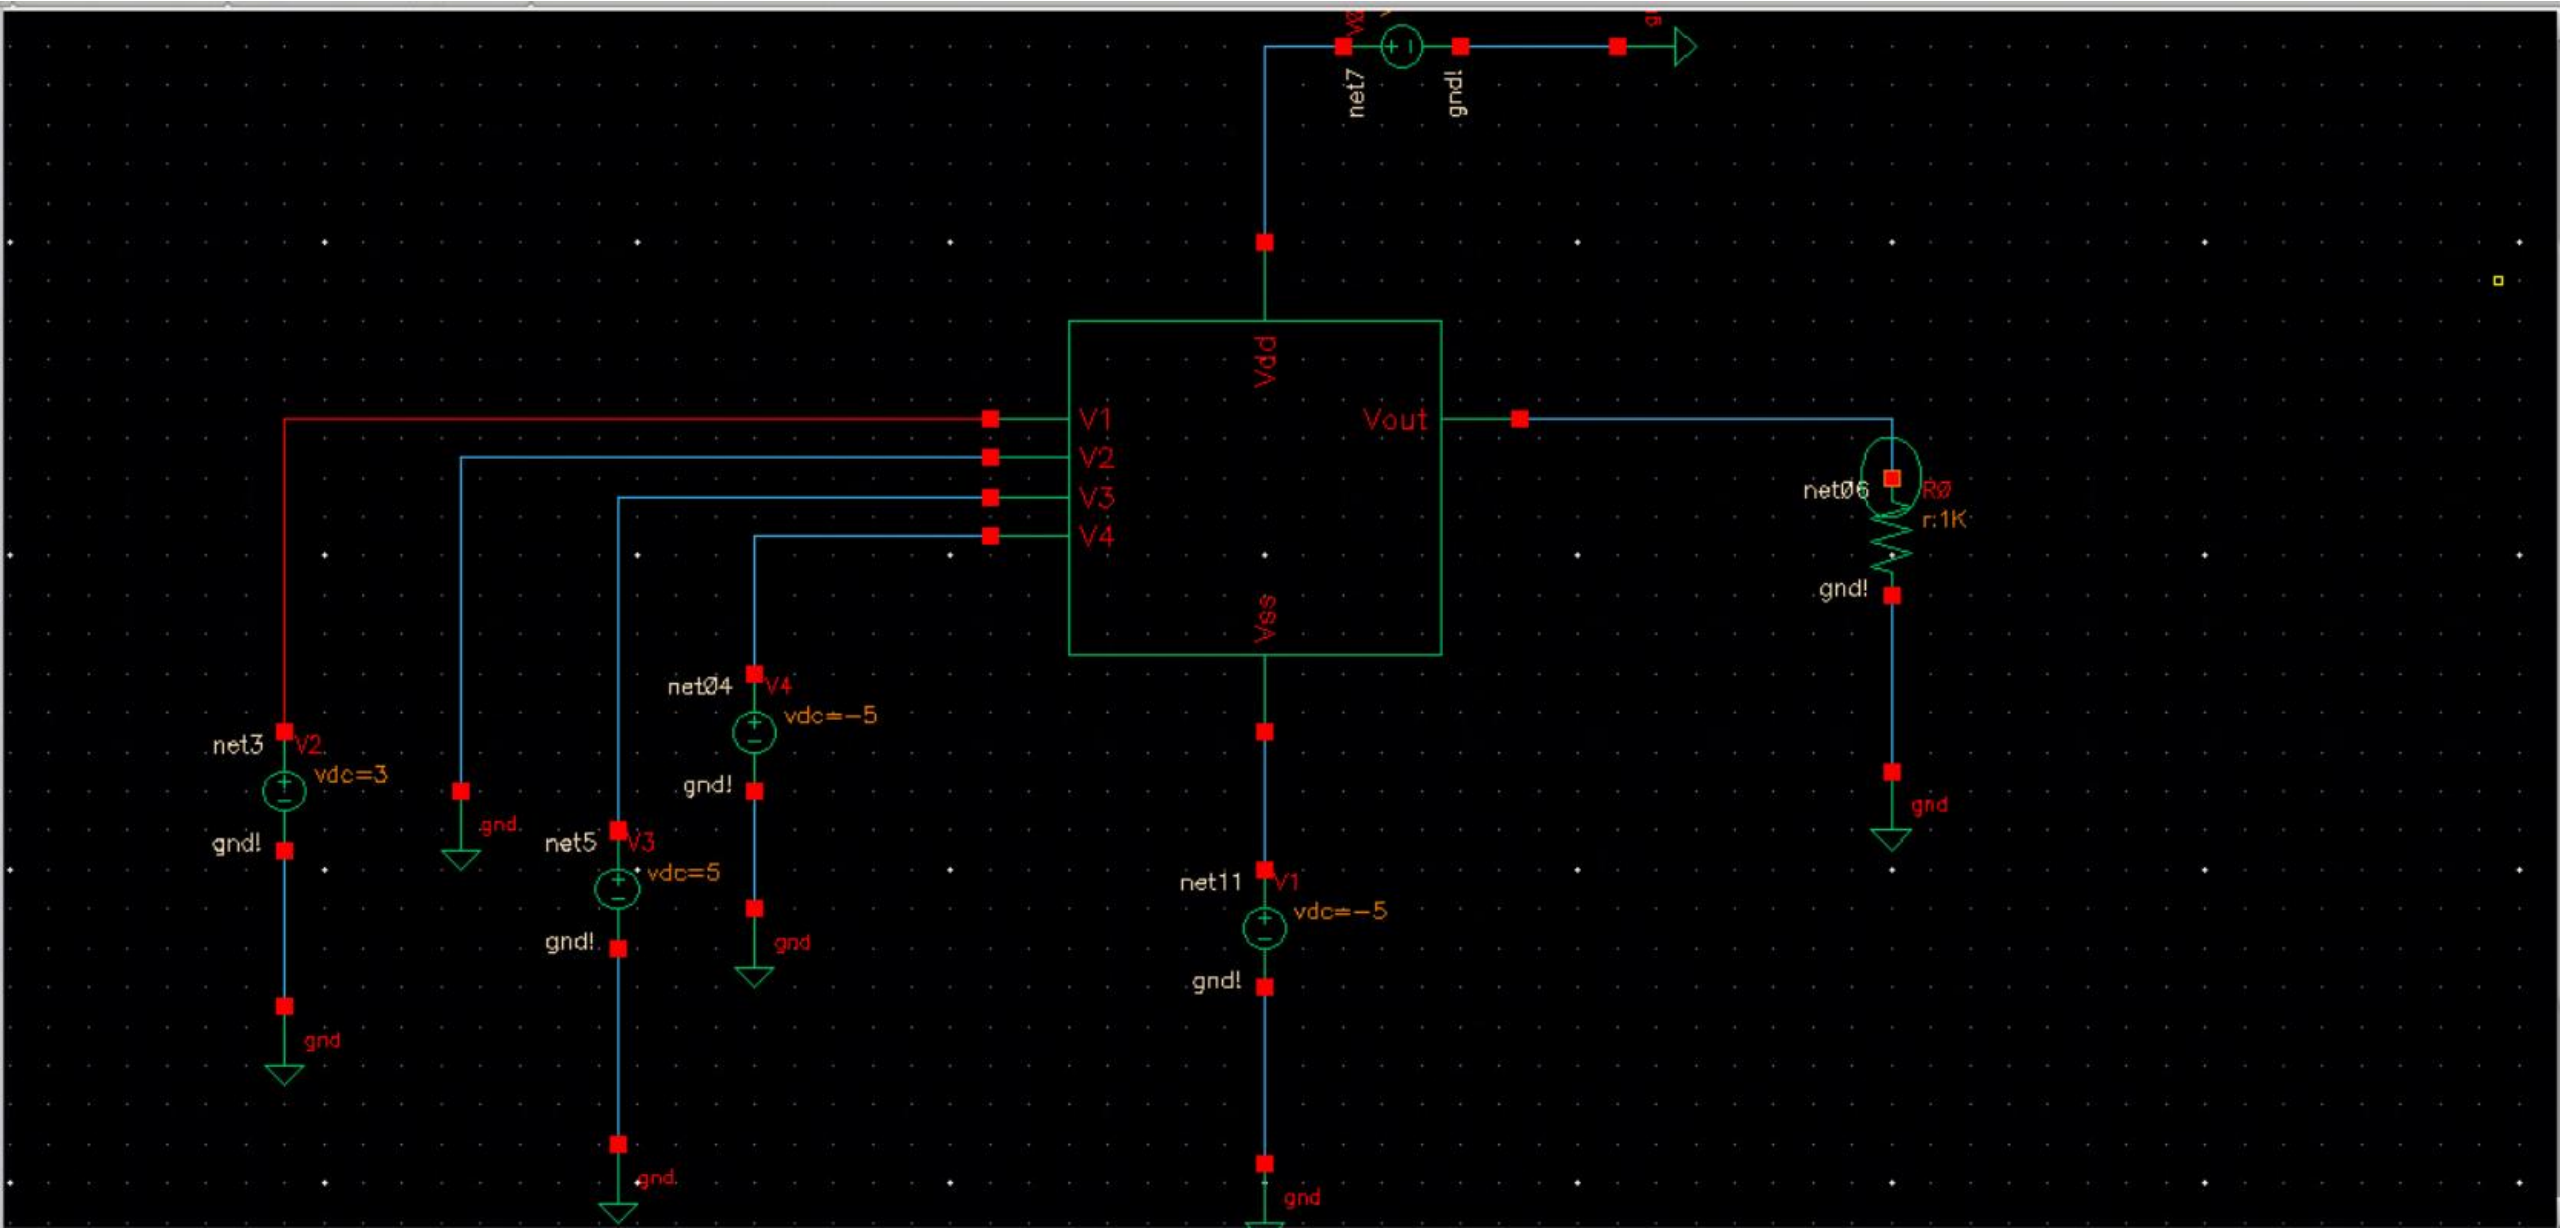 net7
gnd!
Vdd
V1
Vout
V2
V3
V4
net06
R0
r:1K
gnd!
Vss
net04
V4
vdc=-5
gnd!
gnd
net3
V2
vdc=3
gnd!
gnd
gnd
net5
V3
vdc=5
gnd!
gnd
net11
V1
vdc=-5
gnd!
gnd
gnd